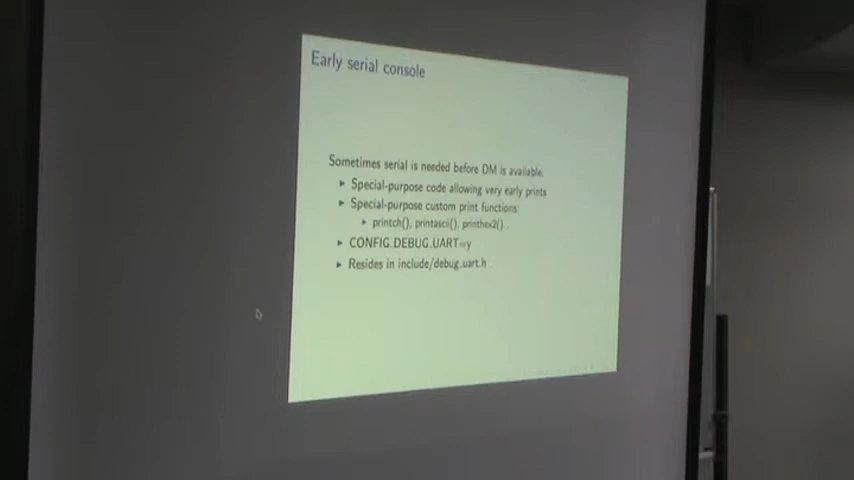 Early serial console
Sometimes serial is needed before DM is available.
▸ Special-purpose code allowing very early prints
▸ Special-purpose custom print functions:
▸ printch(), printascii(), printhex2()...
▸ CONFIG_DEBUG_UART=y
▸ Resides in include/debug_uart.h